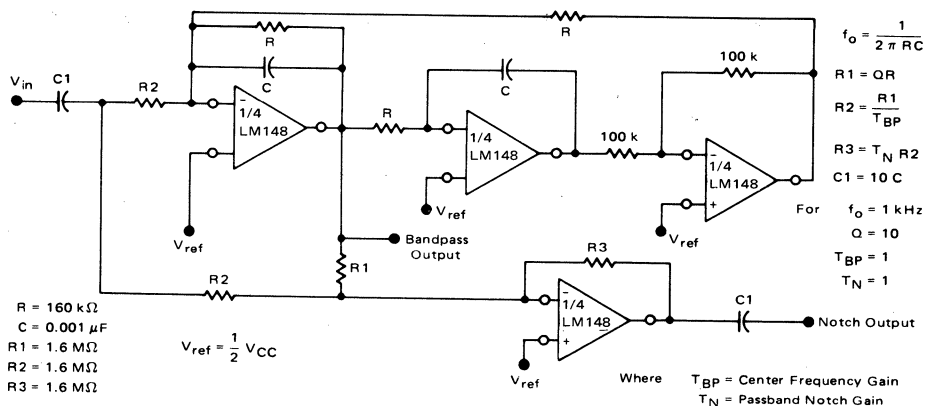 R
R
C
V_in
C1
R2
−
1/4
LM148
V_ref
R
C
−
1/4
LM148
V_ref
100 k
100 k
−
1/4
LM148
+
V_ref
Bandpass
Output
R1
R2
R3
−
1/4
LM148
+
V_ref
C1
Notch Output
f_o = 1 / 2 π RC
R1 = QR
R2 = R1 / T_BP
R3 = T_N R2
C1 = 10 C
For f_o = 1 kHz
Q = 10
T_BP = 1
T_N = 1
R = 160 kΩ
C = 0.001 μF
R1 = 1.6 MΩ
R2 = 1.6 MΩ
R3 = 1.6 MΩ
V_ref = 1/2 V_CC
Where T_BP = Center Frequency Gain
T_N = Passband Notch Gain